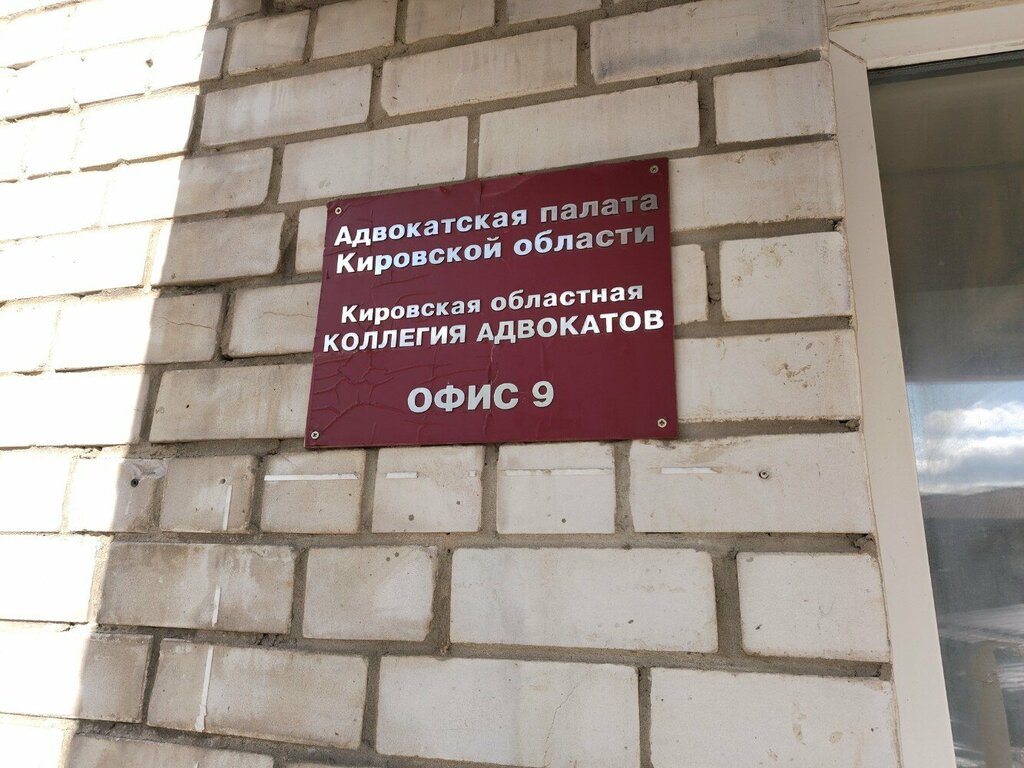 Адвокатская палата
Кировской области
Кировская областная
КОЛЛЕГИЯ АДВОКАТОВ
ОФИС 9